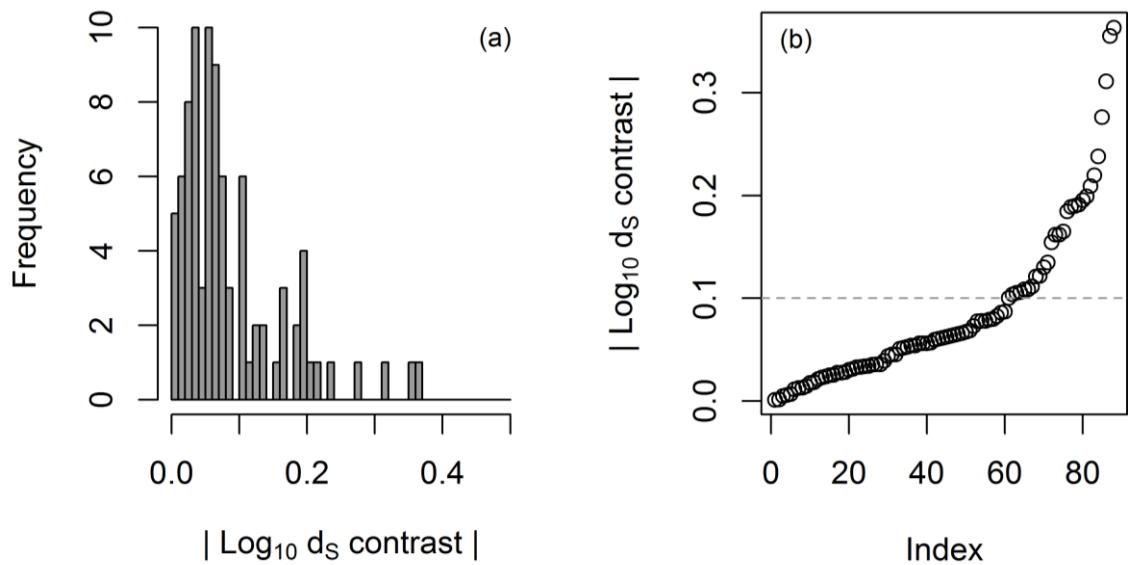 (a)
Frequency
10
8
6
4
2
0
0.0 0.2 0.4
| Log₁₀ dₛ contrast |
(b)
| Log₁₀ dₛ contrast |
0.3
0.2
0.1
0.0
0 20 40 60 80
Index